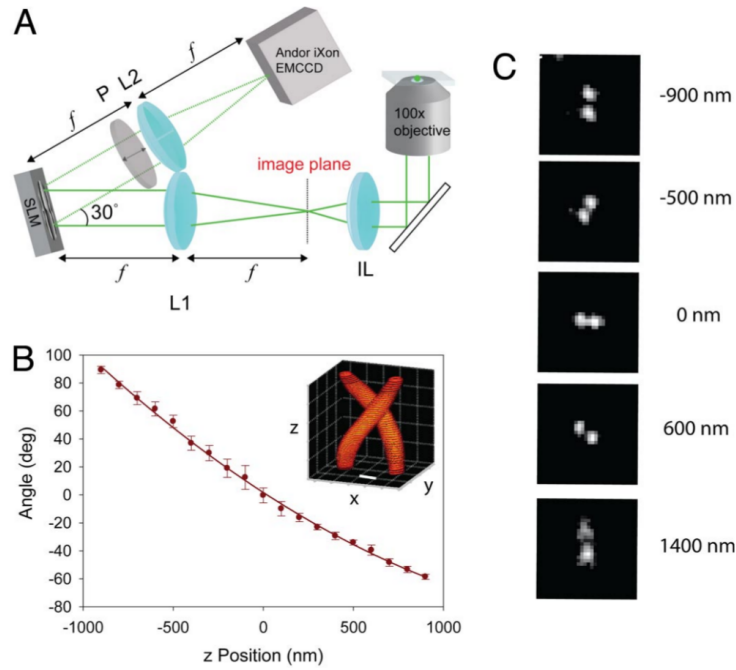 A
f
P L2
f
Andor iXon
EMCCD
100x
objective
image plane
SLM
30°
f
f
IL
L1
B
100
80
60
40
20
0
-20
-40
-60
-80
Angle (deg)
-1000
-500
0
500
1000
z Position (nm)
z
x
y
C
-900 nm
-500 nm
0 nm
600 nm
1400 nm